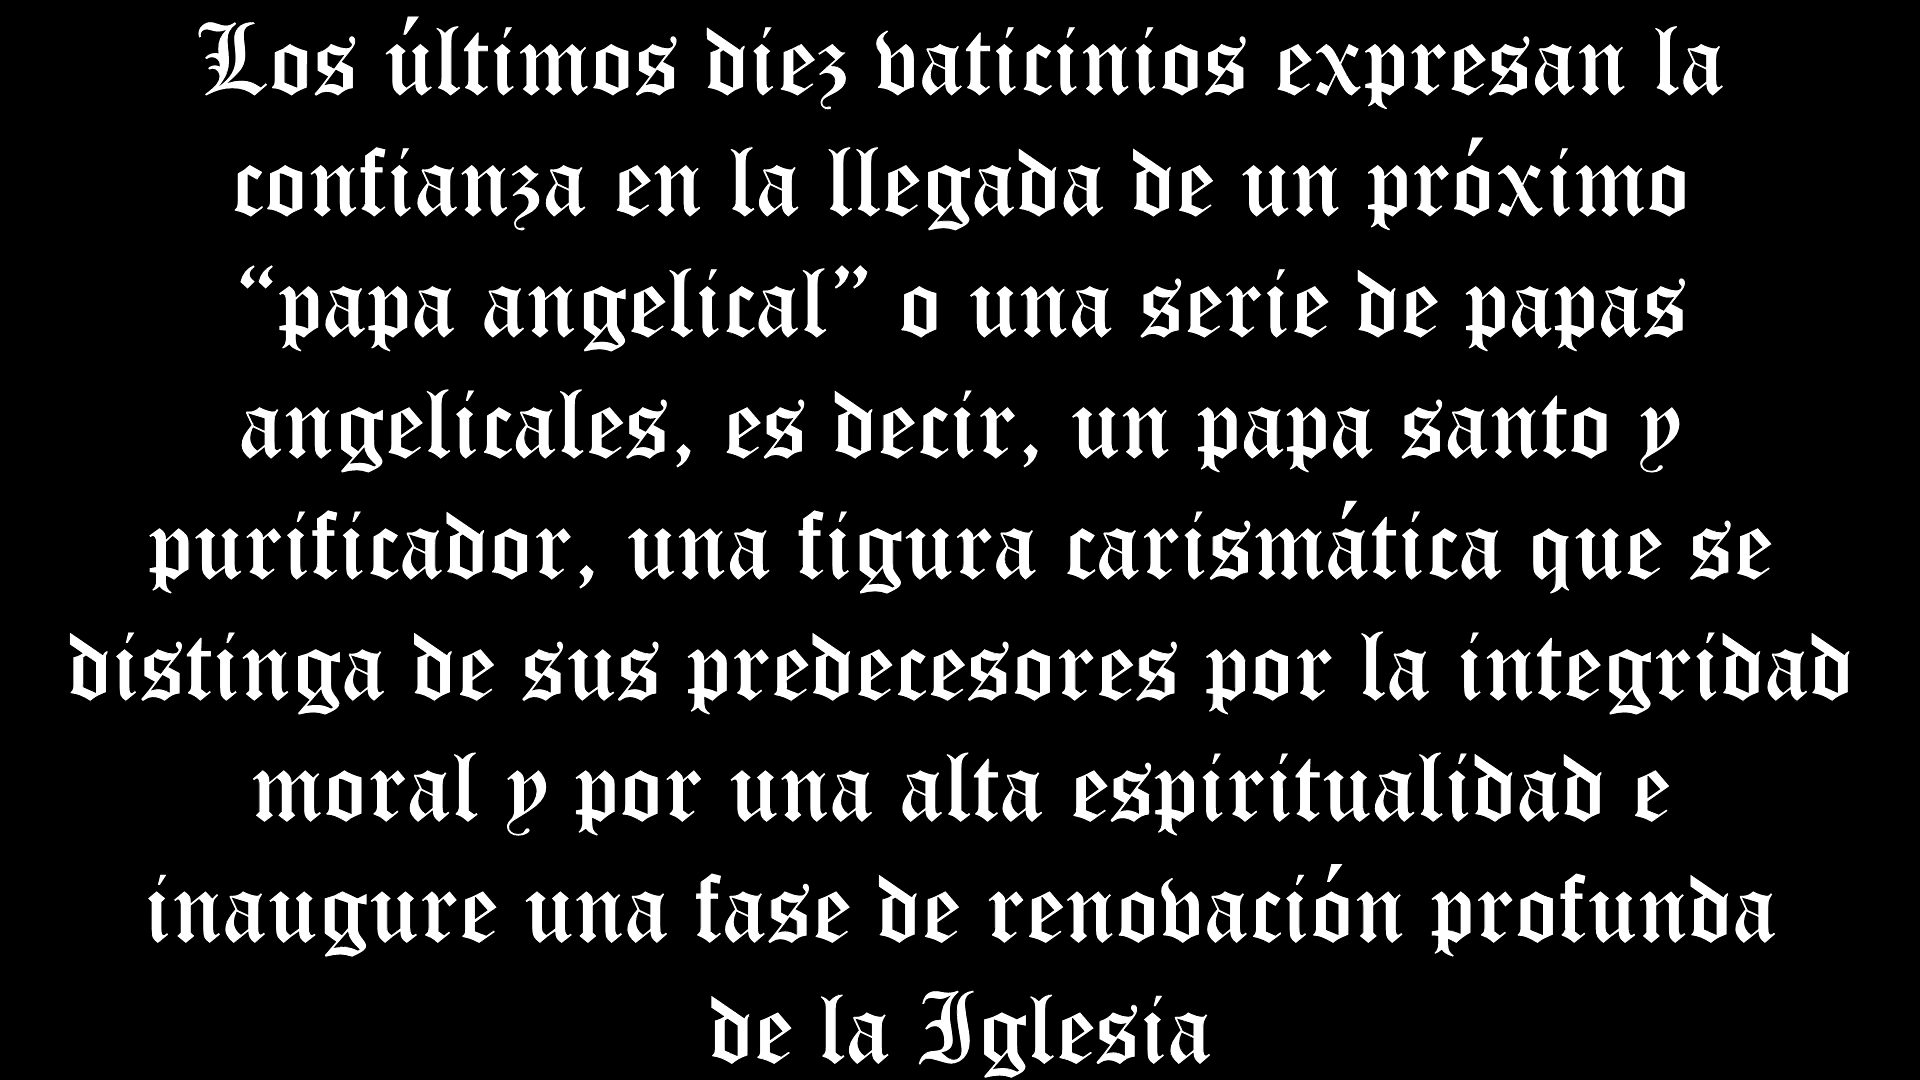 Los últimos diez vaticinios expresan la
confianza en la llegada de un próximo
“papa angelical” o una serie de papas
angelicales, es decir, un papa santo y
purificador, una figura carismática que se
distinga de sus predecesores por la integridad
moral y por una alta espiritualidad e
inaugure una fase de renovación profunda
de la Iglesia